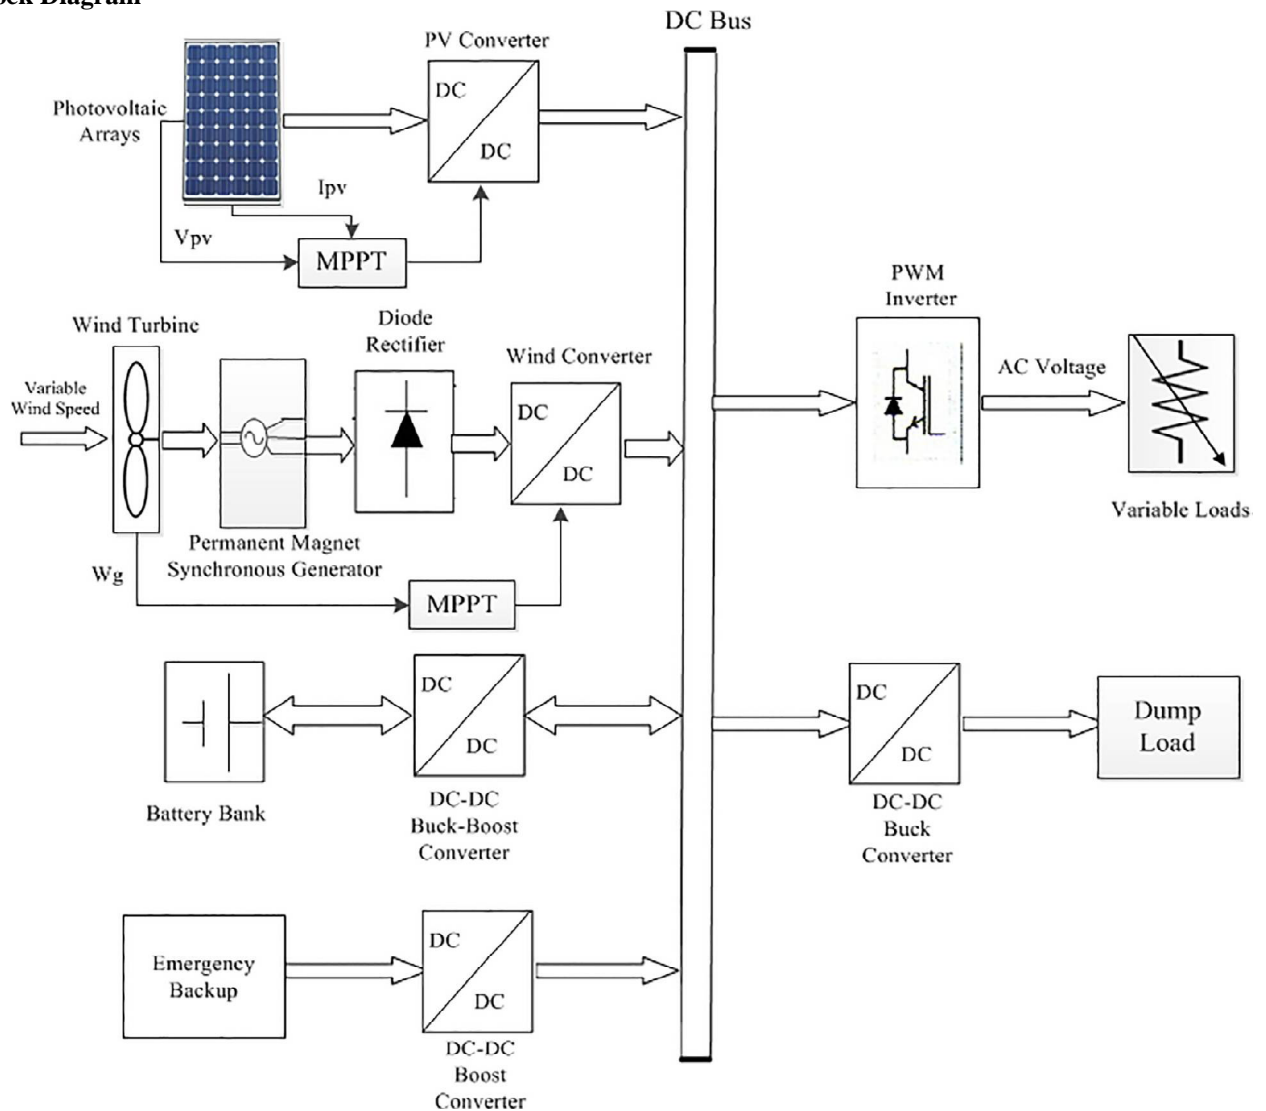 DC Bus
PV Converter
DC
DC
Photovoltaic
Arrays
Ipv
Vpv
MPPT
Wind Turbine
Diode
Rectifier
Wind Converter
Variable
Wind Speed
DC
DC
Permanent Magnet
Synchronous Generator
Wg
MPPT
PWM
Inverter
AC Voltage
Variable Loads
DC
DC
Battery Bank
DC-DC
Buck-Boost
Converter
DC
DC
DC-DC
Buck
Converter
Dump
Load
Emergency
Backup
DC
DC
DC-DC
Boost
Converter